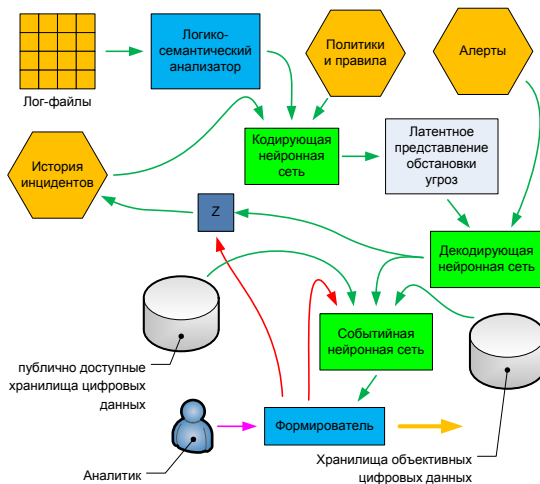 Лог-файлы
Логико-
семантический
анализатор
Политики
и правила
Алерты
История
инцидентов
Кодирующая
нейронная
сеть
Латентное
представление
обстановки
угроз
Z
Декодирующая
нейронная сеть
Событийная
нейронная сеть
публично доступные
хранилища цифровых
данных
Формирователь
Аналитик
Хранилища объективных
цифровых данных